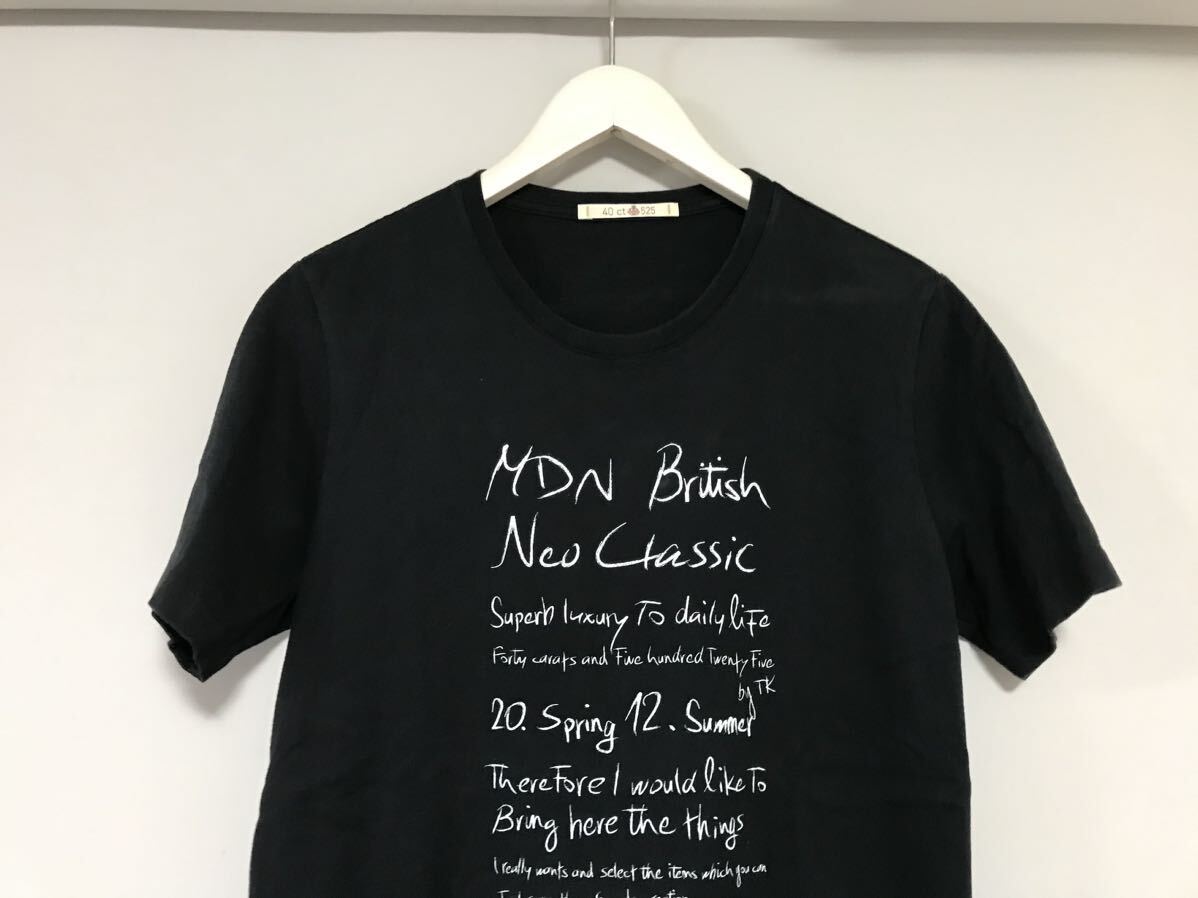 40 ct 525
MDN British
Neo Classic
Superb luxury To daily life
Forty carats and Five hundred Twenty Five
by TK
20. Spring 12. Summer
Therefore I would like To
Bring here the things
I really wants and select the items which you can